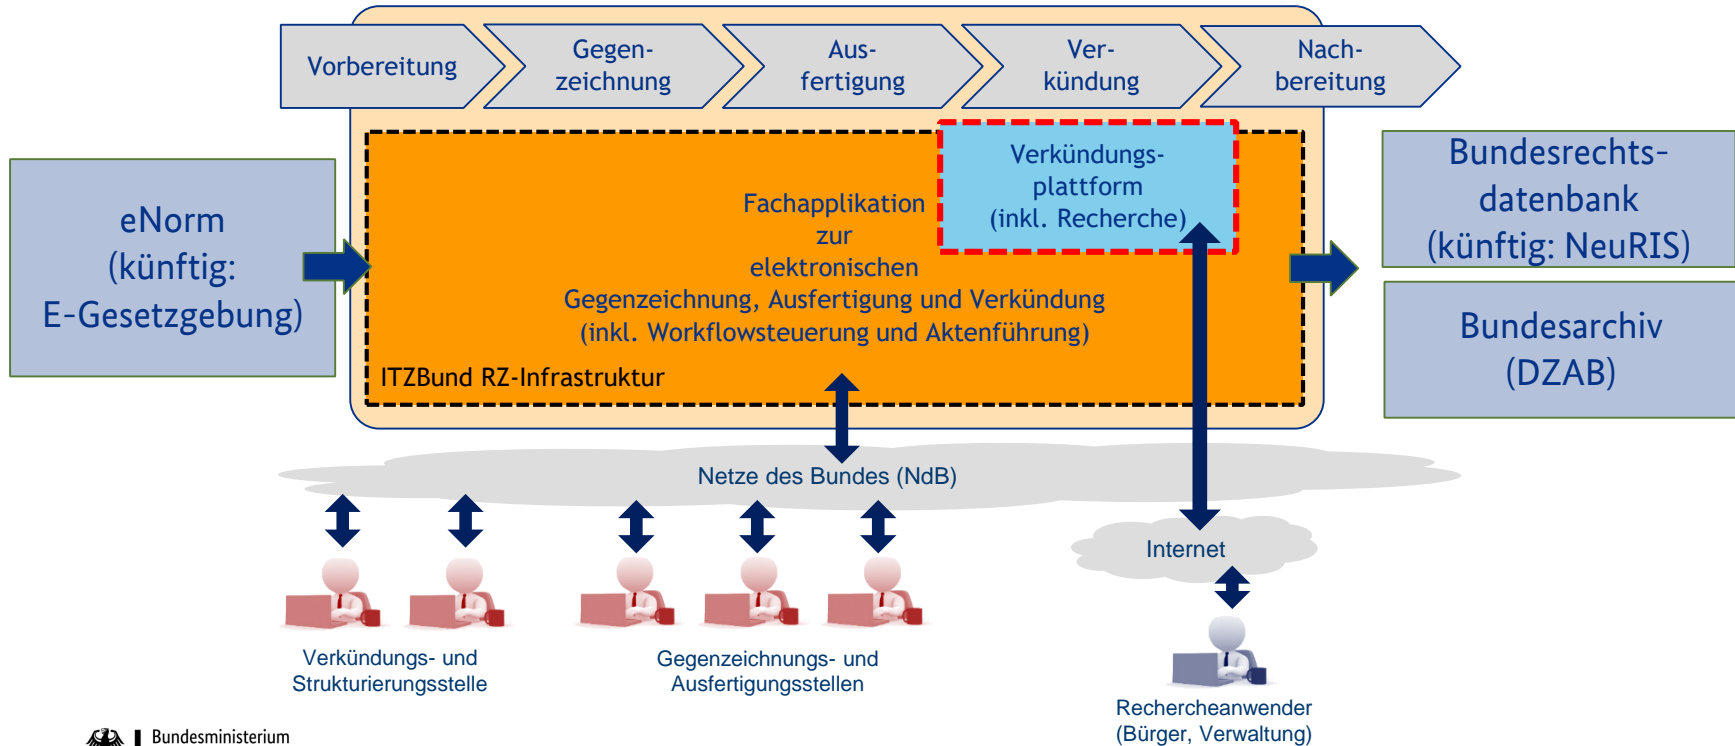 Vorbereitung
Gegen-
zeichnung
Aus-
fertigung
Ver-
kündung
Nach-
bereitung
eNorm
(künftig:
E-Gesetzgebung)
Verkündungs-
plattform
(inkl. Recherche)
Fachapplikation
zur
elektronischen
Gegenzeichnung, Ausfertigung und Verkündung
(inkl. Workflowsteuerung und Aktenführung)
ITZBund RZ-Infrastruktur
Bundesrechts-
datenbank
(künftig: NeuRIS)
Bundesarchiv
(DZAB)
Netze des Bundes (NdB)
Internet
Verkündungs- und
Strukturierungsstelle
Gegenzeichnungs- und
Ausfertigungsstellen
Rechercheanwender
(Bürger, Verwaltung)
Bundesministerium